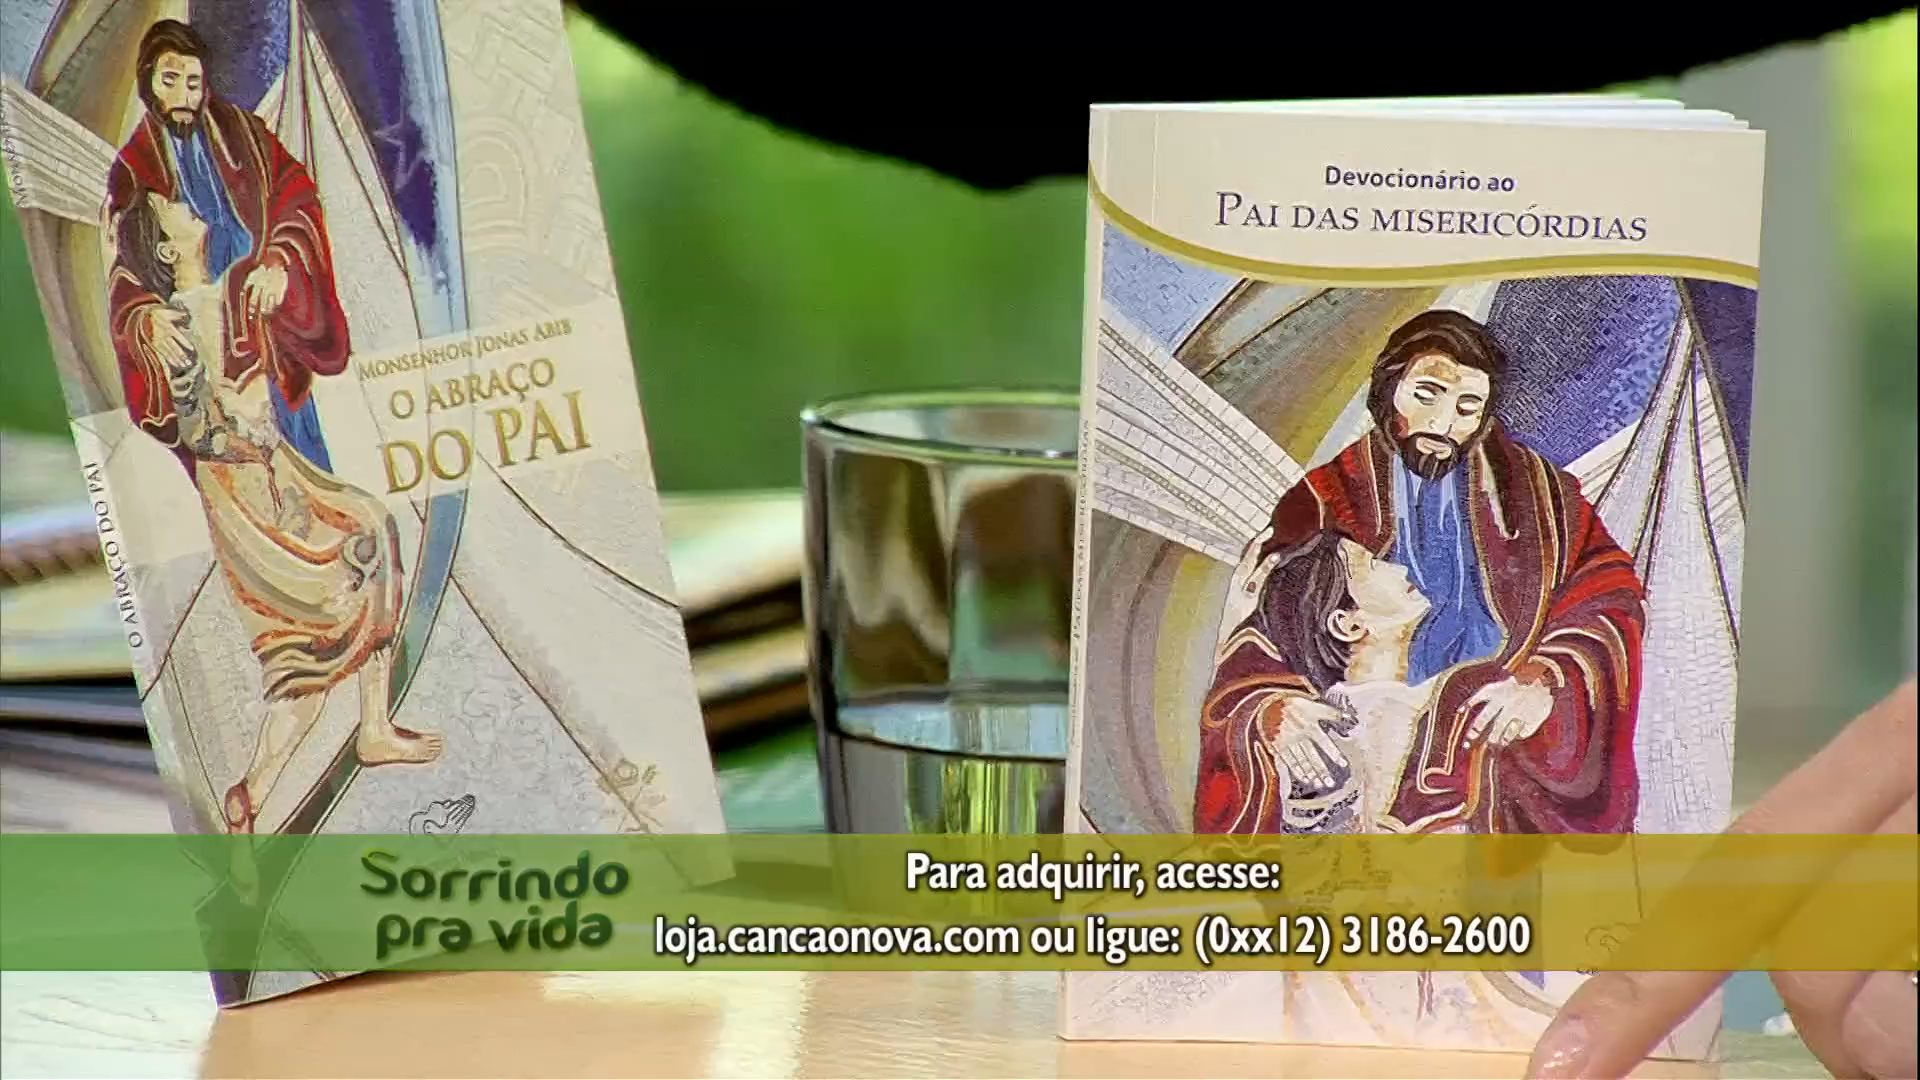 MONSENHOR JONAS ABIB
O ABRAÇO
DO PAI
O ABRAÇO DO PAI
Devocionário ao
PAI DAS MISERICÓRDIAS
Sorrindo
pra vida
Para adquirir, acesse:
loja.cancaonova.com ou ligue: (0xx12) 3186-2600